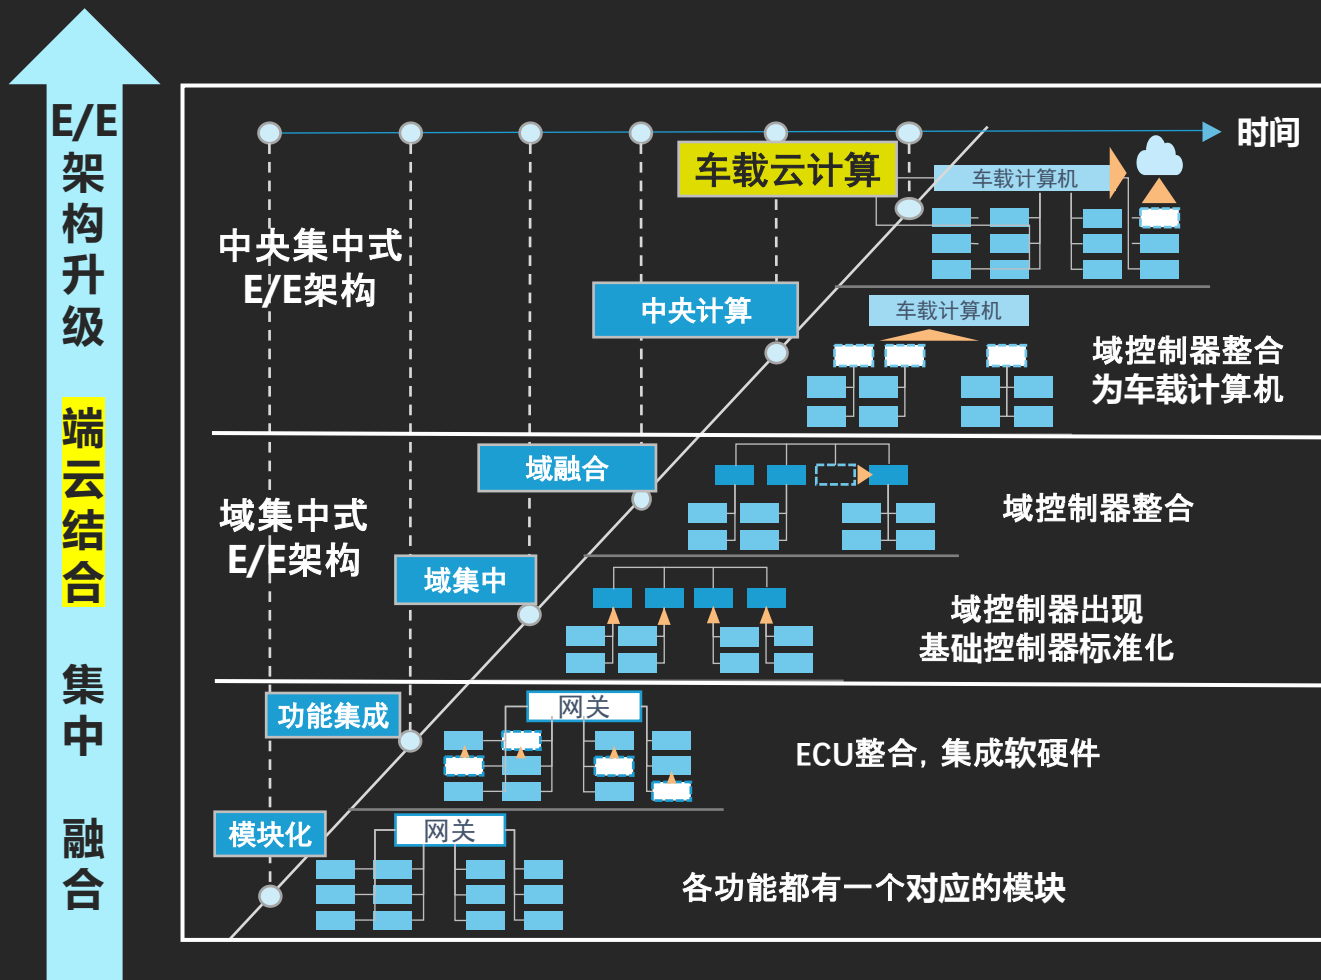 E/E
架
构
升
级
端
云
结
合
集
中
融
合
时间
车载云计算
车载计算机
中央集中式
E/E架构
中央计算
车载计算机
域控制器整合
为车载计算机
域融合
域集中式
E/E架构
域控制器整合
域集中
域控制器出现
基础控制器标准化
功能集成
网关
ECU整合，集成软硬件
模块化
网关
各功能都有一个对应的模块